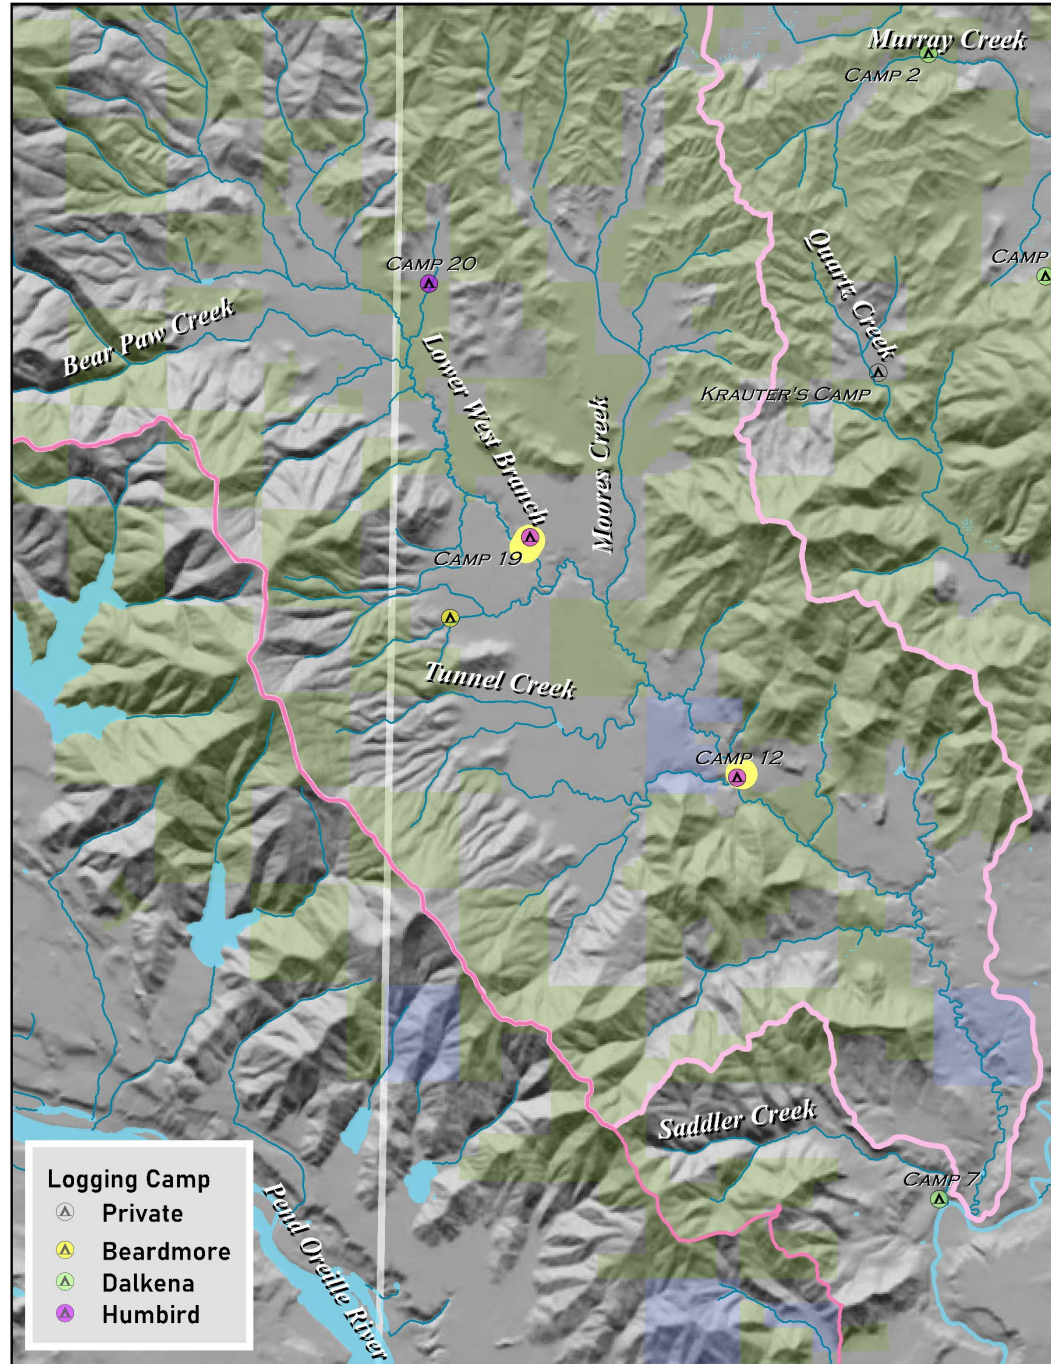 Murray Creek
Camp 2
Quartz Creek
Camp
Camp 20
Bear Paw Creek
Lower West Branch
Krauter's Camp
Moores Creek
Camp 19
Tunnel Creek
Camp 12
Saddler Creek
Camp 7
Pend Oreille River
Logging Camp
Private
Beardmore
Dalkena
Humbird